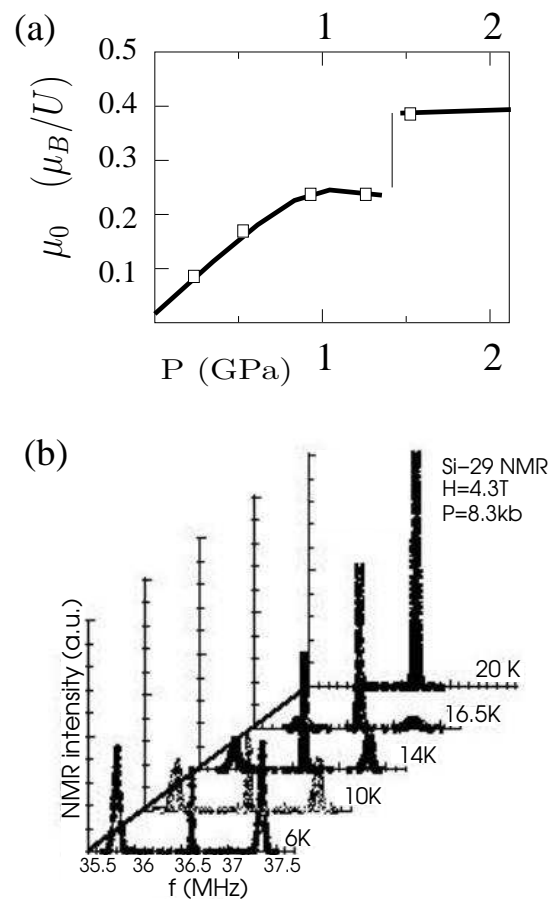 (a)
1 2
0.5
0.4
0.3
0.2
0.1
μ0 (μB/U)
1 2
P (GPa)
(b)
Si–29 NMR
H=4.3T
P=8.3kb
NMR intensity (a.u.)
20 K
16.5K
14K
10K
6K
35.5 36 36.5 37 37.5
f (MHz)